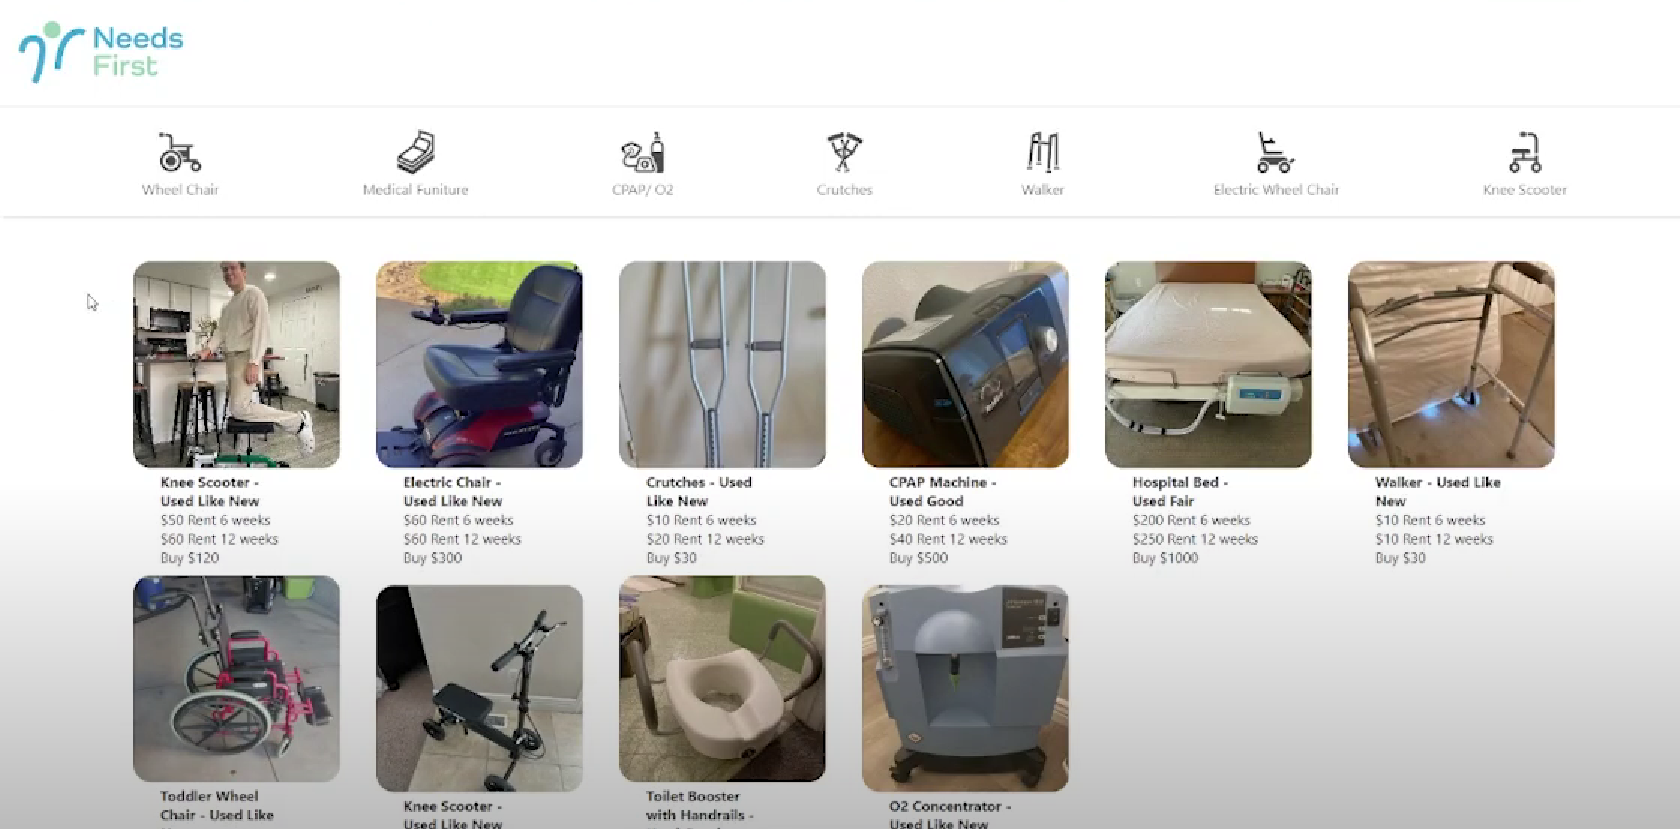 Needs
First
Wheel Chair
Medical Funiture
CPAP/ O2
Crutches
Walker
Electric Wheel Chair
Knee Scooter
Knee Scooter -
Used Like New
$50 Rent 6 weeks
$60 Rent 12 weeks
Buy $120
Electric Chair -
Used Like New
$60 Rent 6 weeks
$60 Rent 12 weeks
Buy $300
Crutches - Used
Like New
$10 Rent 6 weeks
$20 Rent 12 weeks
Buy $30
CPAP Machine -
Used Good
$20 Rent 6 weeks
$40 Rent 12 weeks
Buy $500
Hospital Bed -
Used Fair
$200 Rent 6 weeks
$250 Rent 12 weeks
Buy $1000
Walker - Used Like
New
$10 Rent 6 weeks
$10 Rent 12 weeks
Buy $30
Toddler Wheel
Chair - Used Like
Knee Scooter -
Used Like New
Toilet Booster
with Handrails -
O2 Concentrator -
Used Like New